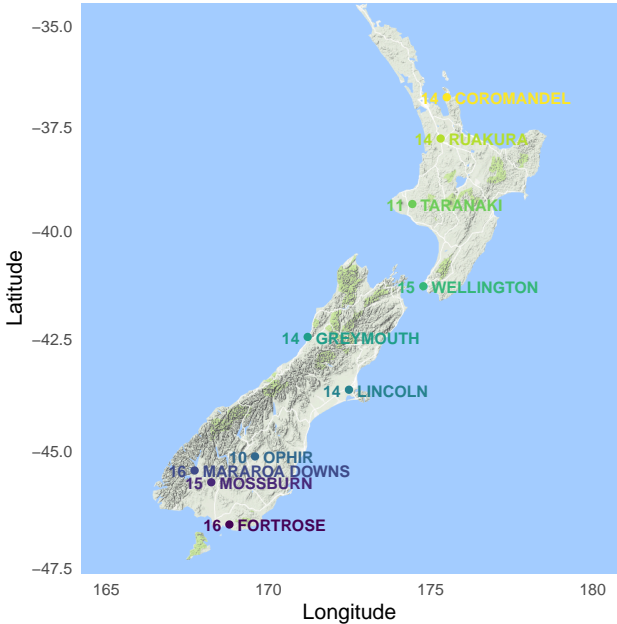 −35.0
14 COROMANDEL
−37.5
14 RUAKURA
11 TARANAKI
−40.0
15 WELLINGTON
Latitude
−42.5
14 GREYMOUTH
14 LINCOLN
−45.0
10 OPHIR
16 MARAROA DOWNS
15 MOSSBURN
16 FORTROSE
−47.5
165 170 175 180
Longitude